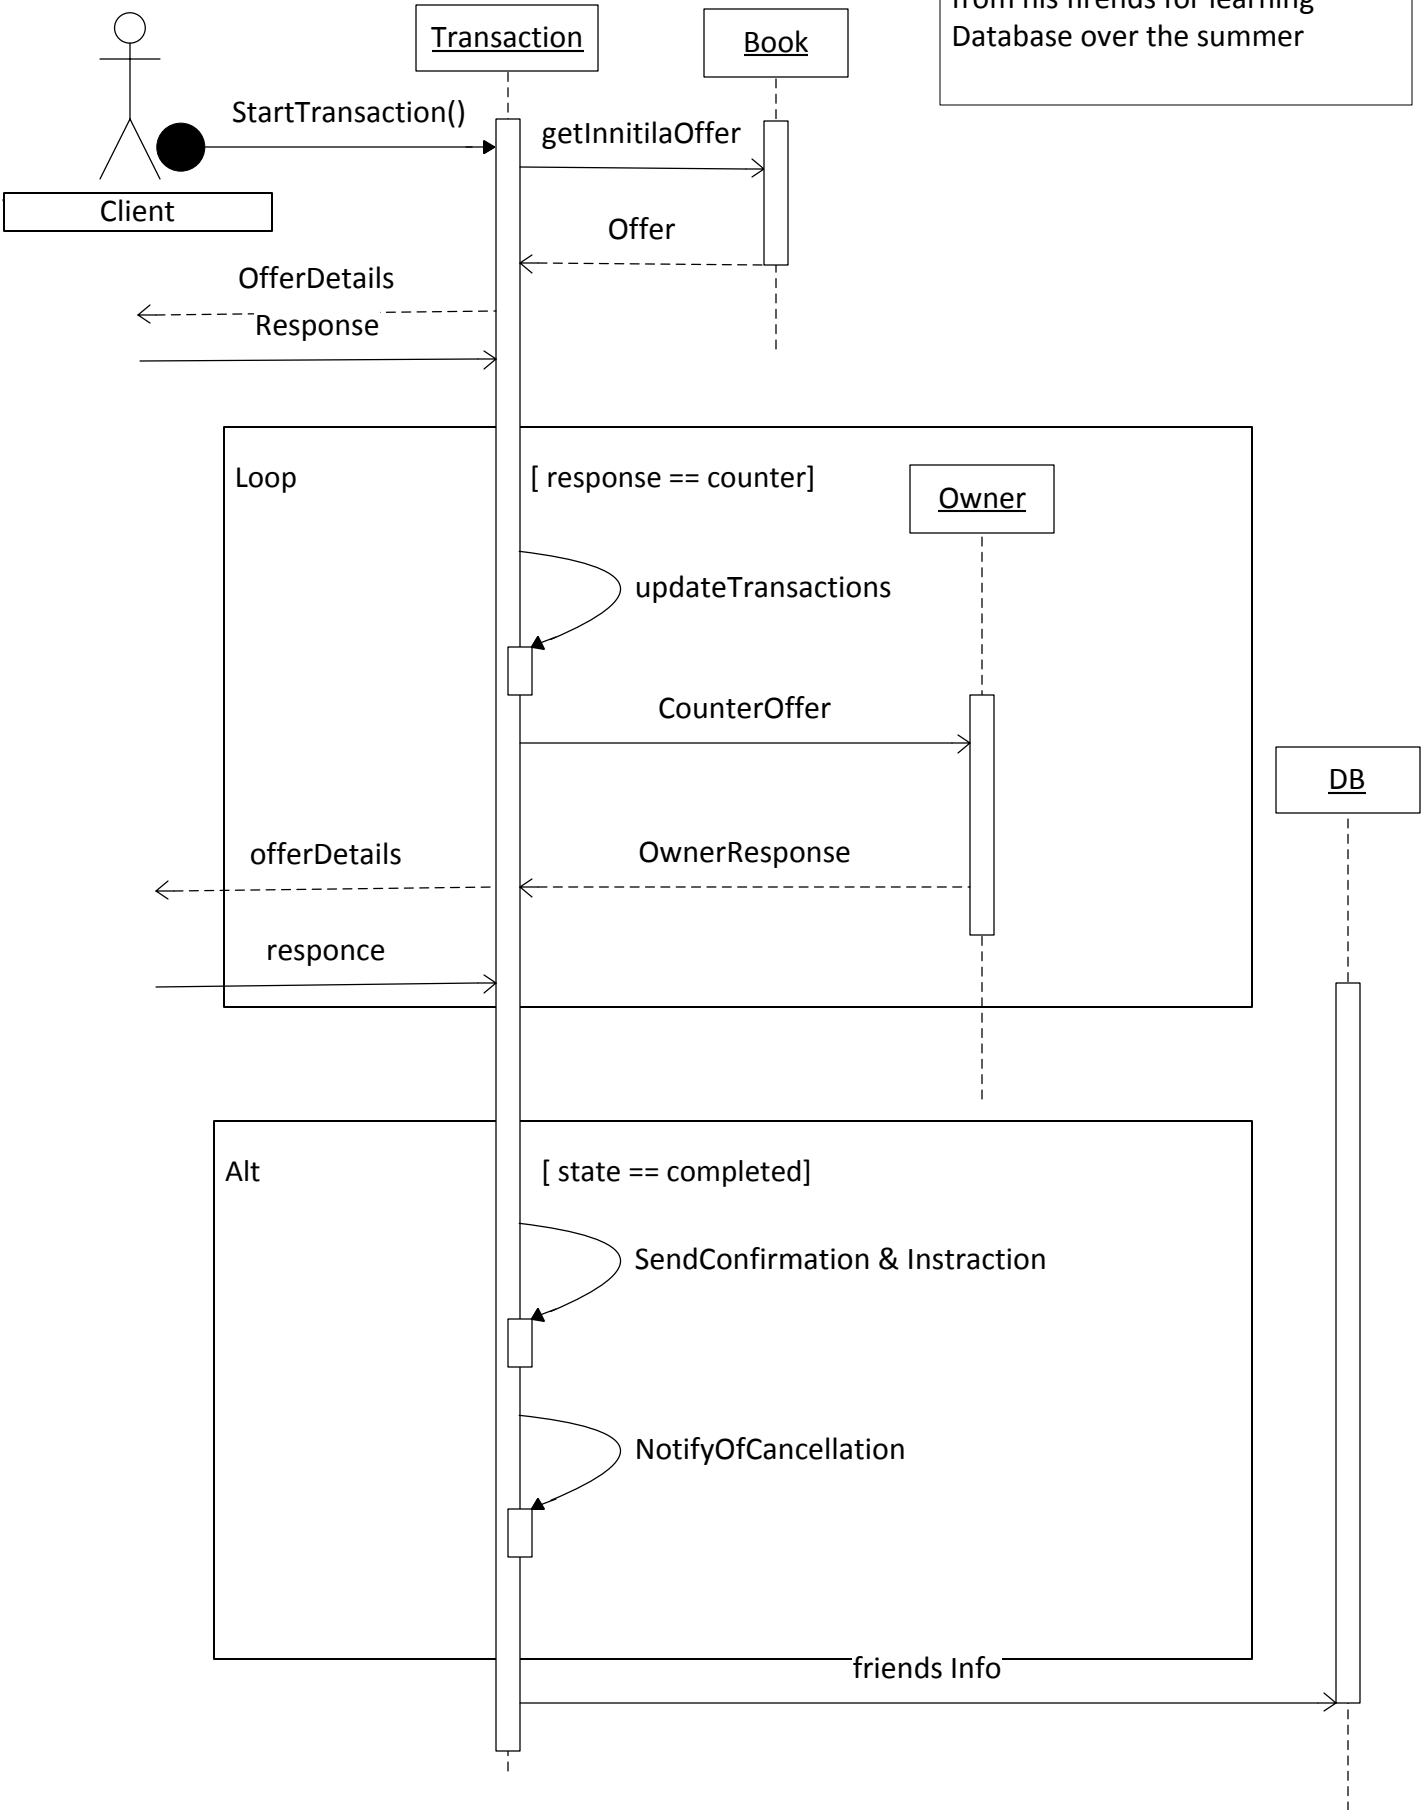 from his firends for learning
Database over the summer
Transaction
Book
StartTransaction()
getInnitilaOffer
Client
Offer
OfferDetails
Response
Loop
[ response == counter]
Owner
updateTransactions
CounterOffer
DB
offerDetails
OwnerResponse
responce
Alt
[ state == completed]
SendConfirmation & Instraction
NotifyOfCancellation
friends Info